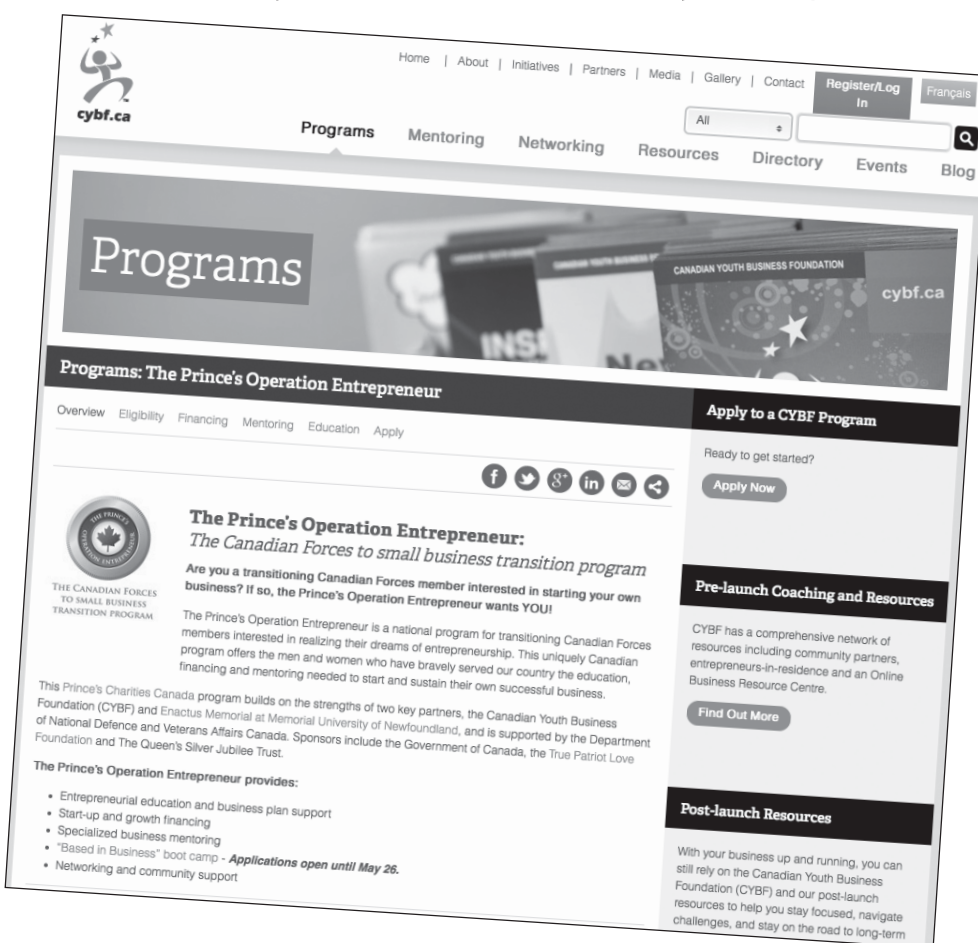 cybf.ca
Home | About | Initiatives | Partners | Media | Gallery | Contact
Register/Log
In
Français
All
Programs Mentoring Networking Resources Directory Events Blog
Programs
CANADIAN YOUTH BUSINESS FOUNDATION
cybf.ca
Programs: The Prince's Operation Entrepreneur
Overview Eligibility Financing Mentoring Education Apply
THE PRINCE'S
OPERATION ENTREPRENEUR
THE CANADIAN FORCES
TO SMALL BUSINESS
TRANSITION PROGRAM
The Prince's Operation Entrepreneur:
The Canadian Forces to small business transition program
Are you a transitioning Canadian Forces member interested in starting your own
business? If so, the Prince's Operation Entrepreneur wants YOU!
The Prince's Operation Entrepreneur is a national program for transitioning Canadian Forces
members interested in realizing their dreams of entrepreneurship. This uniquely Canadian
program offers the men and women who have bravely served our country the education,
financing and mentoring needed to start and sustain their own successful business.
This Prince's Charities Canada program builds on the strengths of two key partners, the Canadian Youth Business
Foundation (CYBF) and Enactus Memorial at Memorial University of Newfoundland, and is supported by the Department
of National Defence and Veterans Affairs Canada. Sponsors include the Government of Canada, the True Patriot Love
Foundation and The Queen's Silver Jubilee Trust.
The Prince's Operation Entrepreneur provides:
• Entrepreneurial education and business plan support
• Start-up and growth financing
• Specialized business mentoring
• "Based in Business" boot camp - Applications open until May 26.
• Networking and community support
Apply to a CYBF Program
Ready to get started?
Apply Now
Pre-launch Coaching and Resources
CYBF has a comprehensive network of
resources including community partners,
entrepreneurs-in-residence and an Online
Business Resource Centre.
Find Out More
Post-launch Resources
With your business up and running, you can
still rely on the Canadian Youth Business
Foundation (CYBF) and our post-launch
resources to help you stay focused, navigate
challenges, and stay on the road to long-term